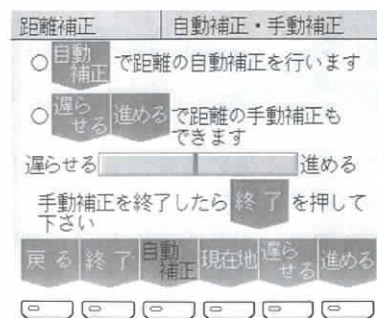 距離補正 自動補正・手動補正
○ 自動補正 で距離の自動補正を行います
○ 遅らせる 進める で距離の手動補正も
できます
遅らせる 進める
手動補正を終了したら 終了 を押して
下さい
戻る 終了 自動補正 現在地 遅らせる 進める